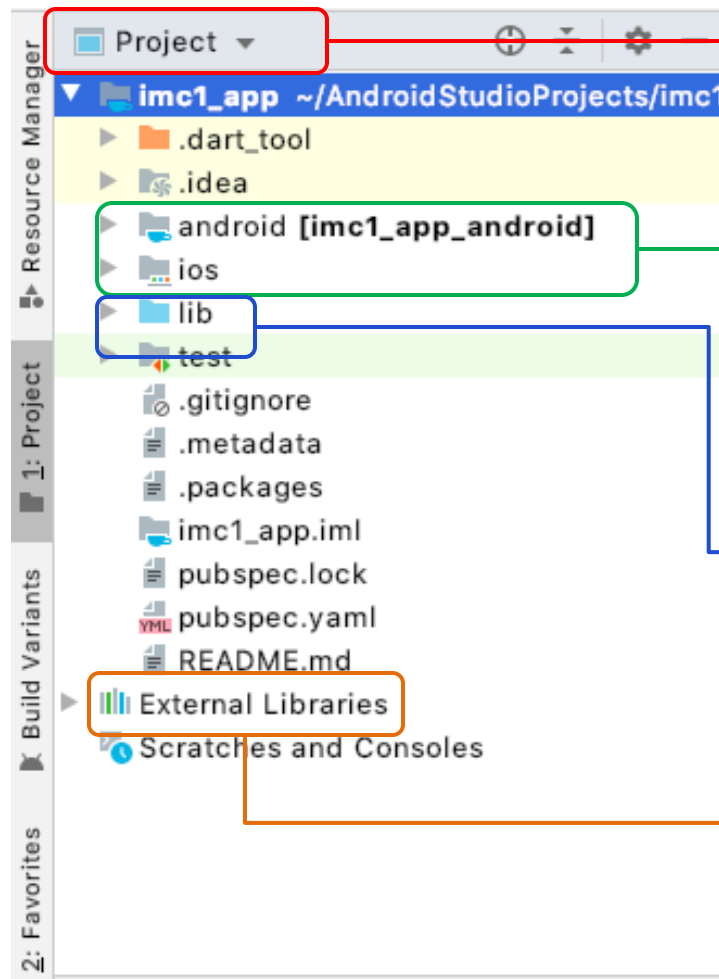 Project
imc1_app ~/AndroidStudioProjects/imc1
.dart_tool
.idea
android [imc1_app_android]
ios
lib
test
.gitignore
.metadata
.packages
imc1_app.iml
pubspec.lock
YML pubspec.yaml
README.md
External Libraries
Scratches and Consoles
Resource Manager
1: Project
Build Variants
2: Favorites